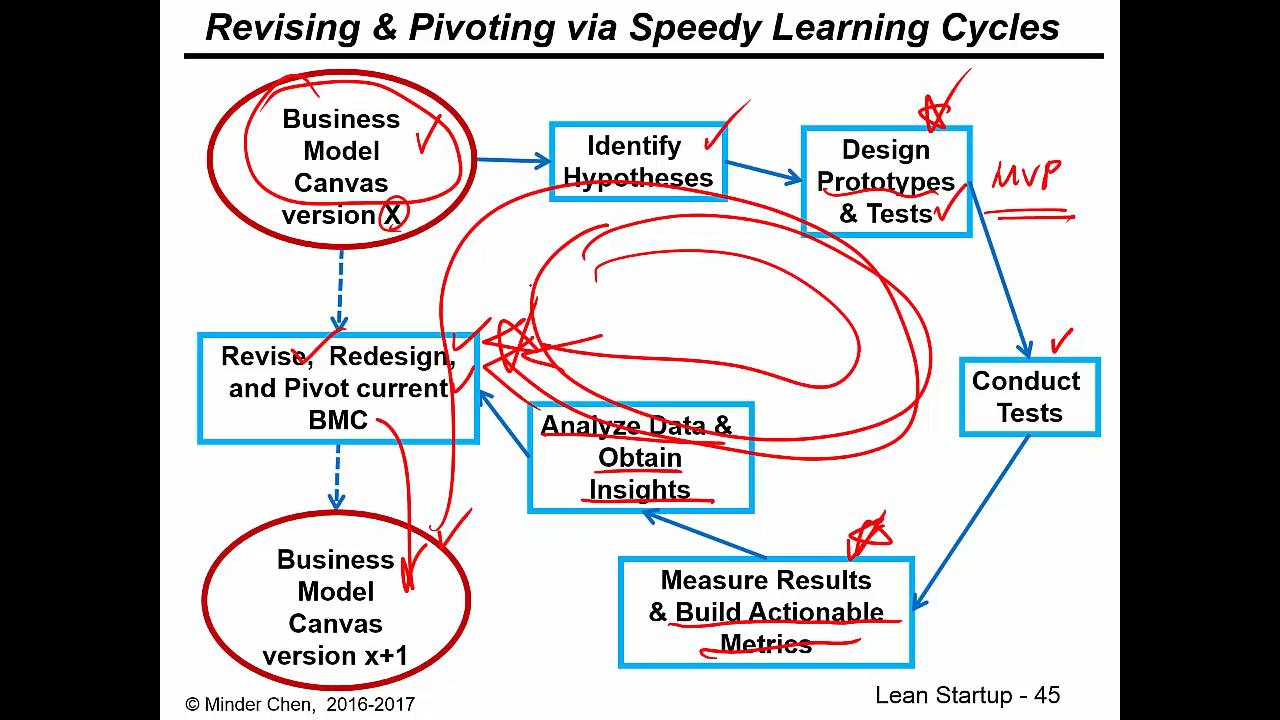 Revising & Pivoting via Speedy Learning Cycles
Business
Model
Canvas
version X
Identify
Hypotheses
Design
Prototypes
& Tests
MVP
Conduct
Tests
Measure Results
& Build Actionable
Metrics
Analyze Data &
Obtain
Insights
Revise, Redesign,
and Pivot current
BMC
Business
Model
Canvas
version x+1
© Minder Chen, 2016-2017
Lean Startup - 45